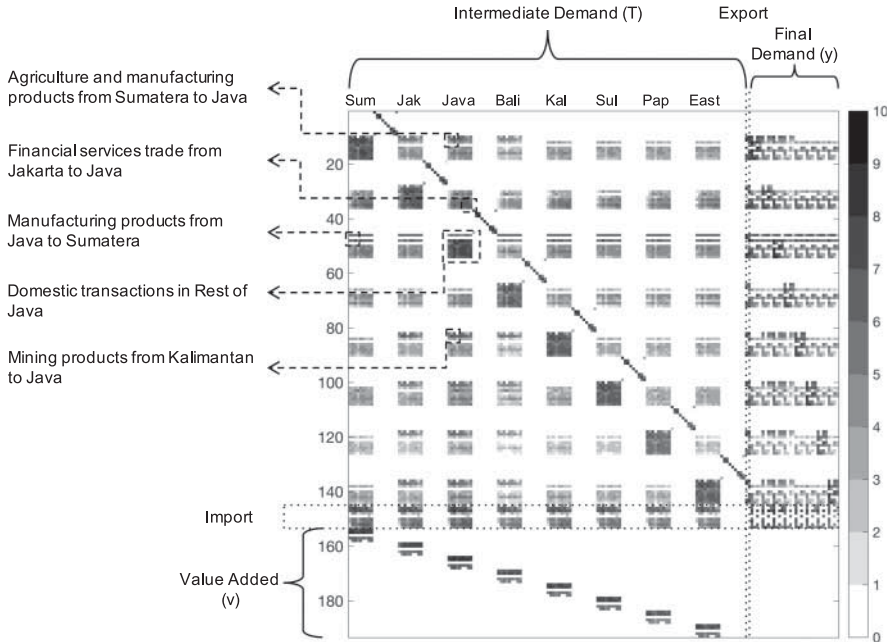 Intermediate Demand (T)
Export
Final
Demand (y)
Agriculture and manufacturing
products from Sumatera to Java
Financial services trade from
Jakarta to Java
Manufacturing products from
Java to Sumatera
Domestic transactions in Rest of
Java
Mining products from Kalimantan
to Java
Import
Value Added
(v)
Sum Jak Java Bali Kal Sul Pap East
20
40
60
80
100
120
140
160
180
10
9
8
7
6
5
4
3
2
1
0